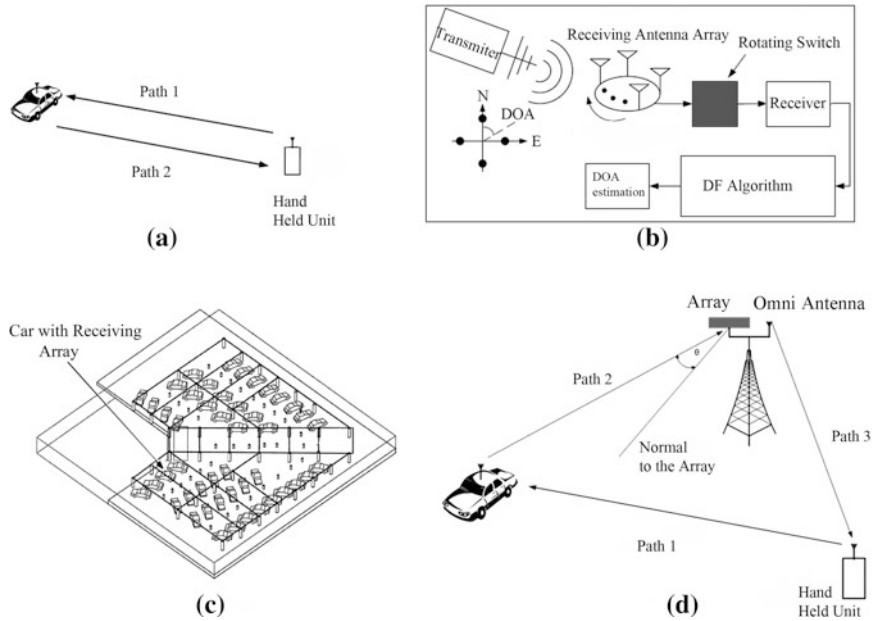 (a)
Path 1
Path 2
Hand
Held Unit
(b)
Transmiter
Receiving Antenna Array
Rotating Switch
N
DOA
E
Receiver
DOA
estimation
DF Algorithm
(c)
Car with Receiving
Array
(d)
Array
Omni Antenna
θ
Path 2
Path 3
Normal
to the Array
Path 1
Hand
Held Unit